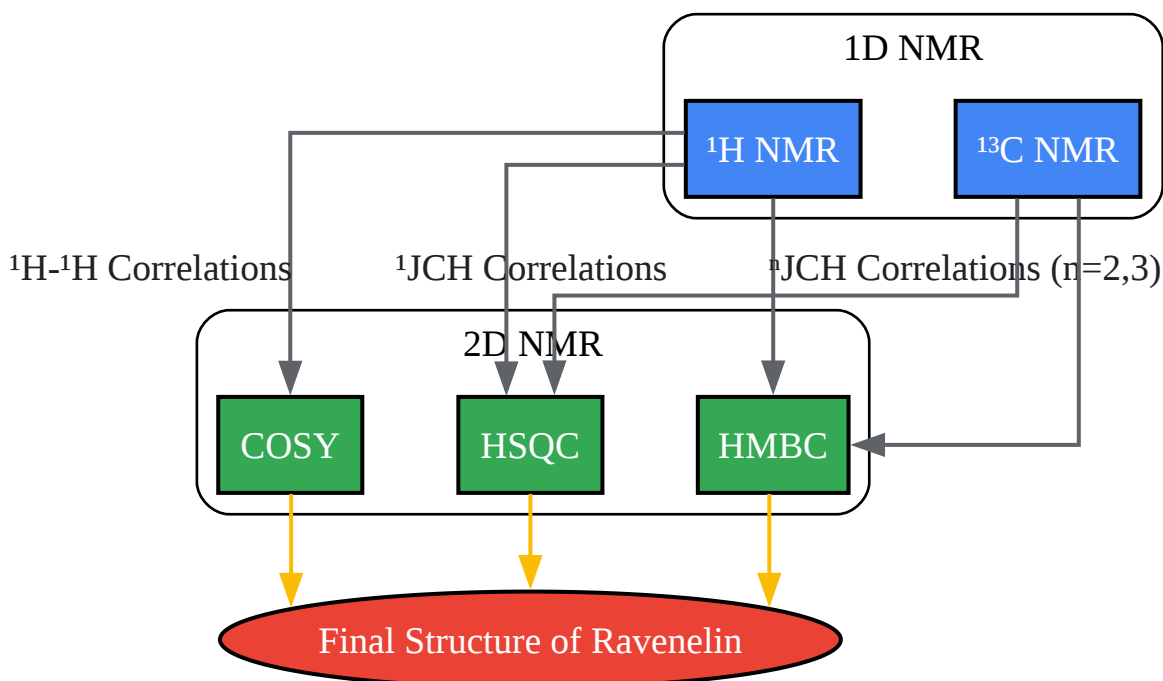 1D NMR
¹H NMR
¹³C NMR
¹H-¹H Correlations
¹JCH Correlations
ⁿJCH Correlations (n=2,3)
2D NMR
COSY
HSQC
HMBC
Final Structure of Ravenelin